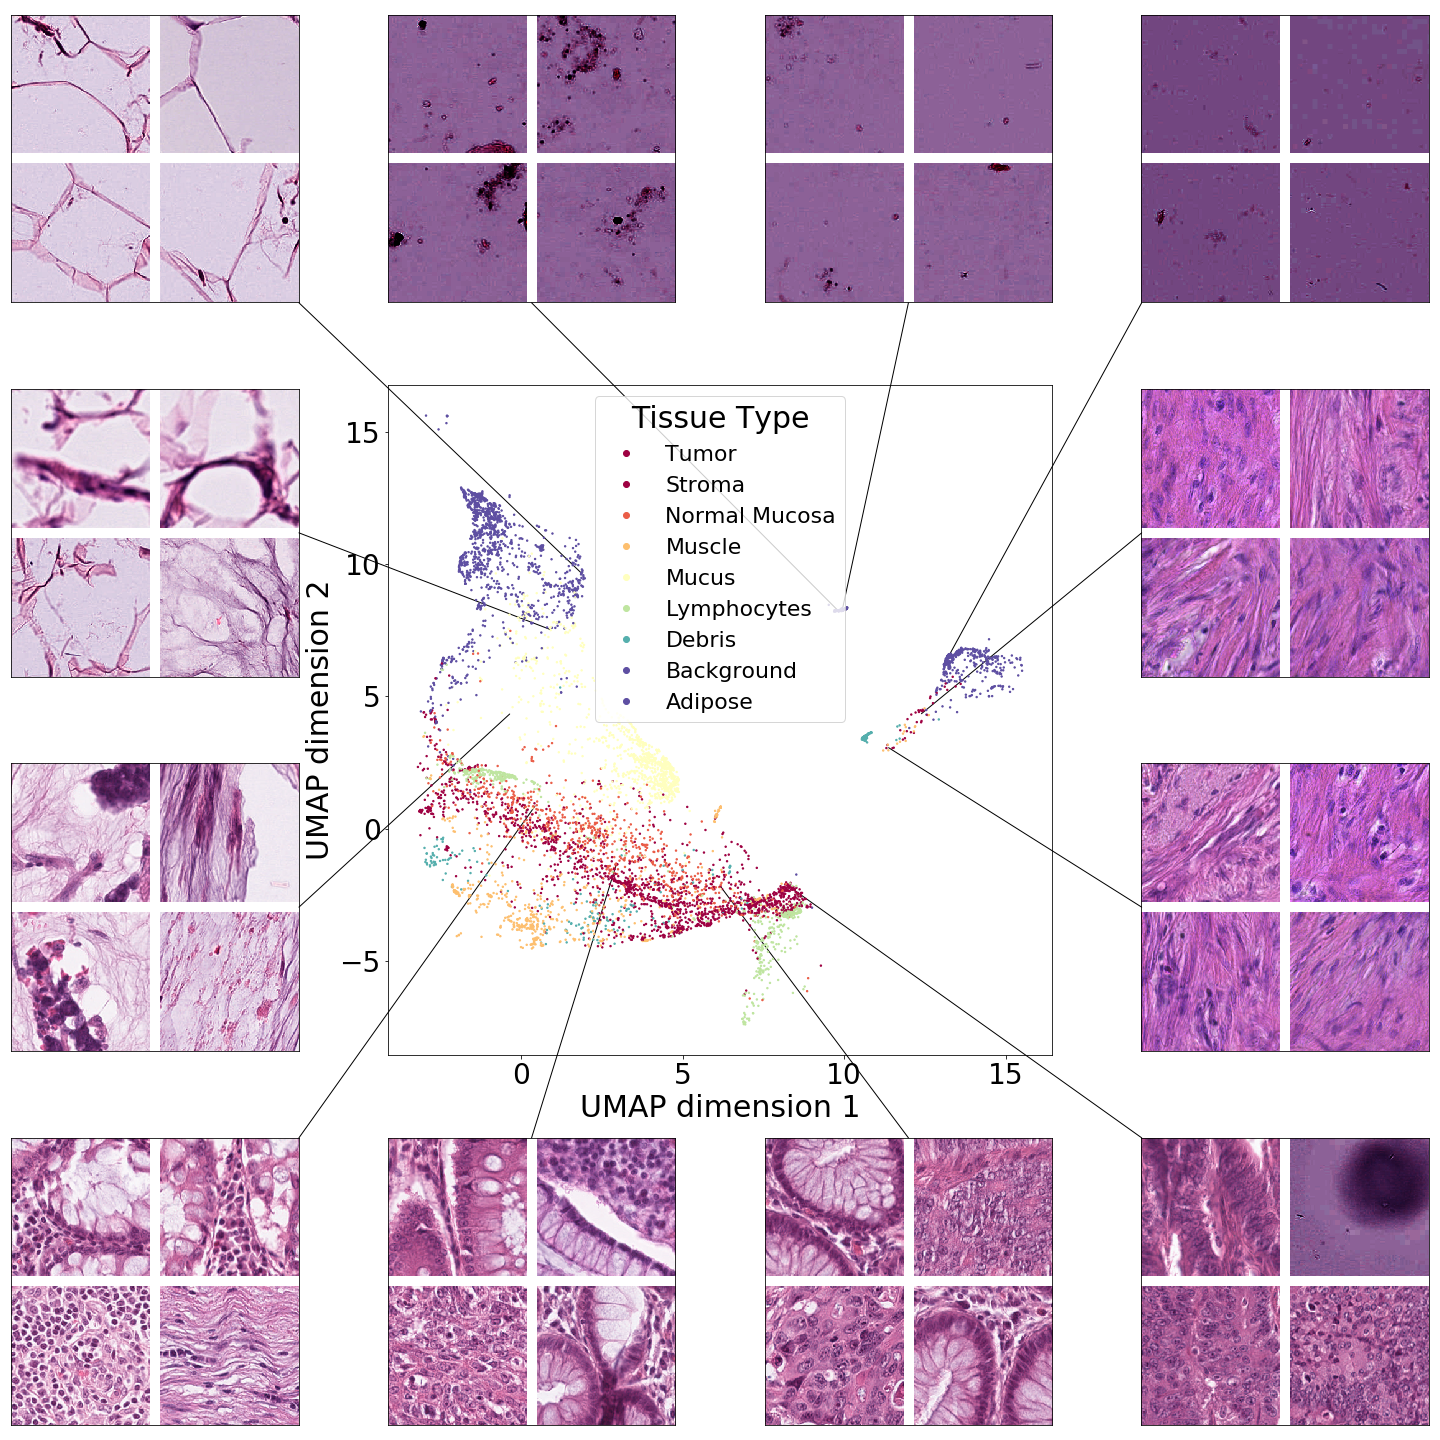 Tissue Type
Tumor
Stroma
Normal Mucosa
Muscle
Mucus
Lymphocytes
Debris
Background
Adipose
15
10
5
0
−5
UMAP dimension 2
0
5
10
15
UMAP dimension 1